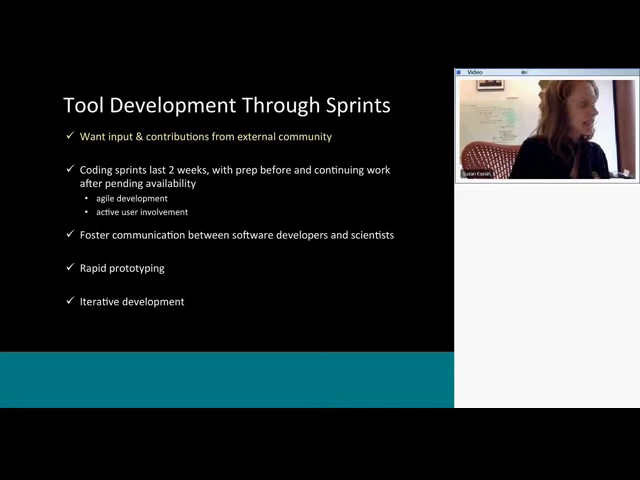 Tool Development Through Sprints
Want input & contributions from external community
Coding sprints last 2 weeks, with prep before and continuing work
after pending availability
agile development
active user involvement
Foster communication between software developers and scientists
Rapid prototyping
Iterative development
Video